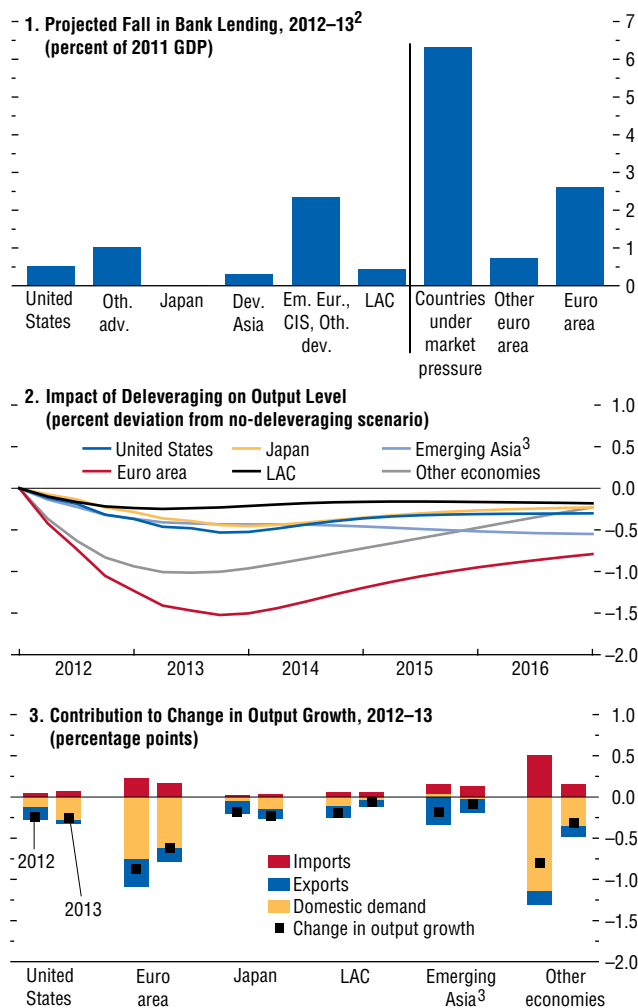 1. Projected Fall in Bank Lending, 2012–13²
(percent of 2011 GDP)
7
6
5
4
3
2
1
0
United States
Oth. adv.
Japan
Dev. Asia
Em. Eur., CIS, Oth. dev.
LAC
Countries under market pressure
Other euro area
Euro area
2. Impact of Deleveraging on Output Level
(percent deviation from no-deleveraging scenario)
United States
Japan
Emerging Asia³
Euro area
LAC
Other economies
1.0
0.5
0.0
–0.5
–1.0
–1.5
–2.0
2012
2013
2014
2015
2016
3. Contribution to Change in Output Growth, 2012–13
(percentage points)
1.0
0.5
0.0
–0.5
–1.0
–1.5
–2.0
2012
2013
Imports
Exports
Domestic demand
Change in output growth
United States
Euro area
Japan
LAC
Emerging Asia³
Other economies